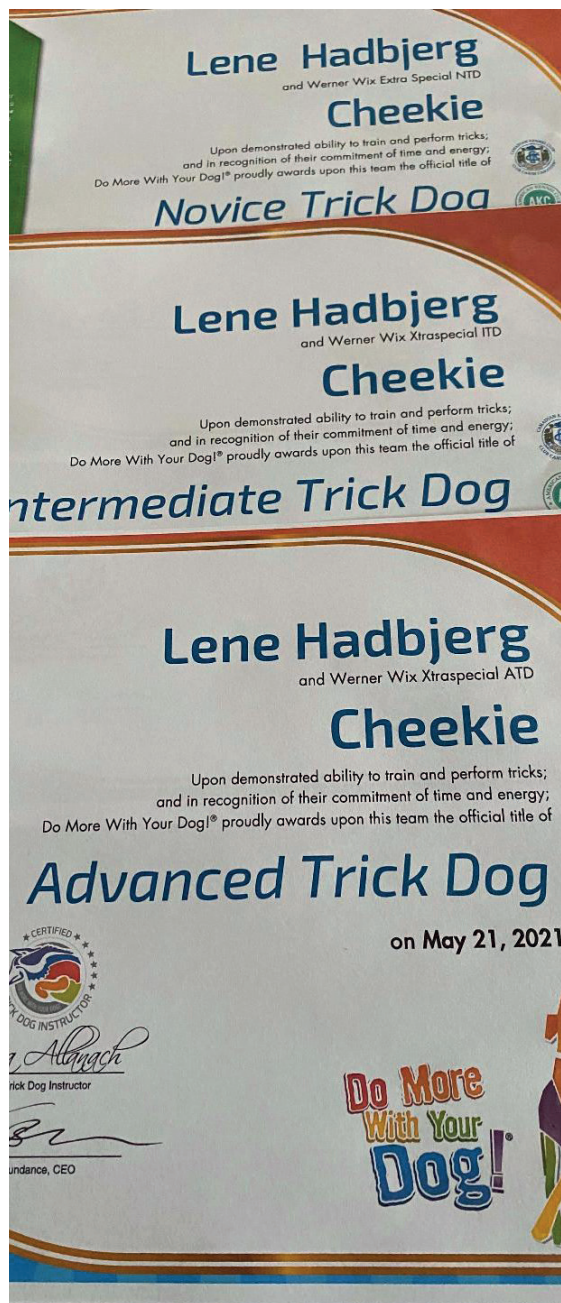 Lene Hadbjerg
and Werner Wix Extra Special NTD
Cheekie
Upon demonstrated ability to train and perform tricks;
and in recognition of their commitment of time and energy;
Do More With Your Dog!® proudly awards upon this team the official title of
Novice Trick Dog
AKC
Lene Hadbjerg
and Werner Wix Xtraspecial ITD
Cheekie
Upon demonstrated ability to train and perform tricks;
and in recognition of their commitment of time and energy;
Do More With Your Dog!® proudly awards upon this team the official title of
ntermediate Trick Dog
Lene Hadbjerg
and Werner Wix Xtraspecial ATD
Cheekie
Upon demonstrated ability to train and perform tricks;
and in recognition of their commitment of time and energy;
Do More With Your Dog!® proudly awards upon this team the official title of
Advanced Trick Dog
on May 21, 2021
CERTIFIED
CK DOG INSTRUCTOR
Allanach
rick Dog Instructor
undance, CEO
Do More
With Your
Dog!®